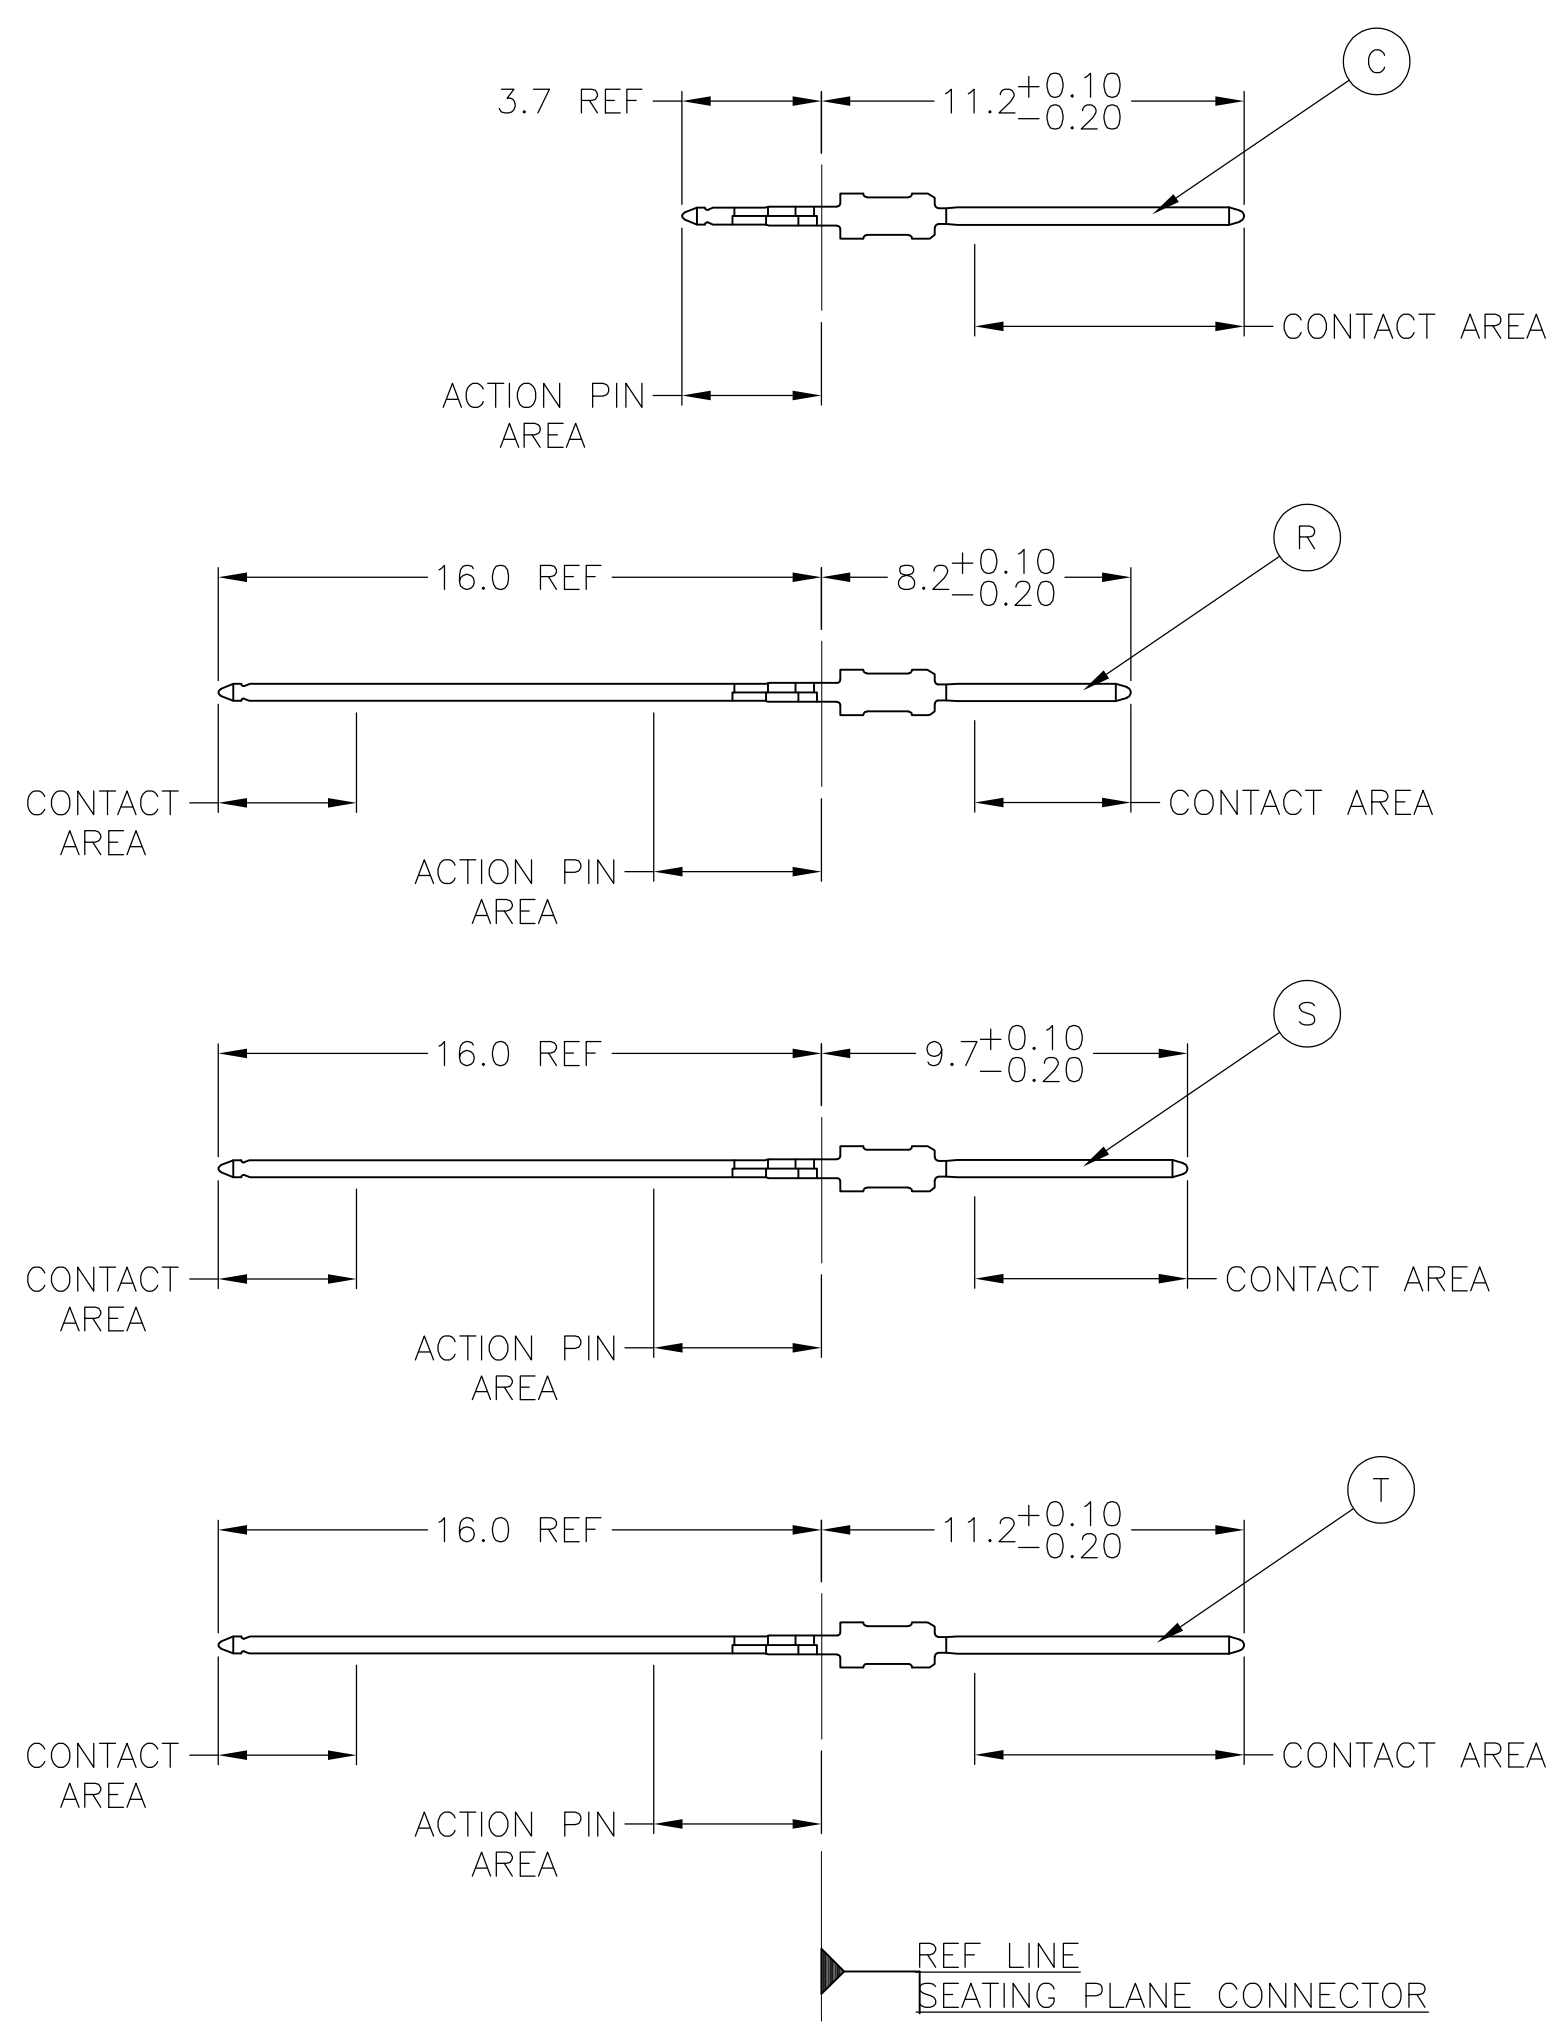 C
3.7 REF
11.2 +0.10
-0.20
CONTACT AREA
ACTION PIN
AREA
R
16.0 REF
8.2 +0.10
-0.20
CONTACT
AREA
CONTACT AREA
ACTION PIN
AREA
S
16.0 REF
9.7 +0.10
-0.20
CONTACT
AREA
CONTACT AREA
ACTION PIN
AREA
T
16.0 REF
11.2 +0.10
-0.20
CONTACT
AREA
CONTACT AREA
ACTION PIN
AREA
REF LINE
SEATING PLANE CONNECTOR